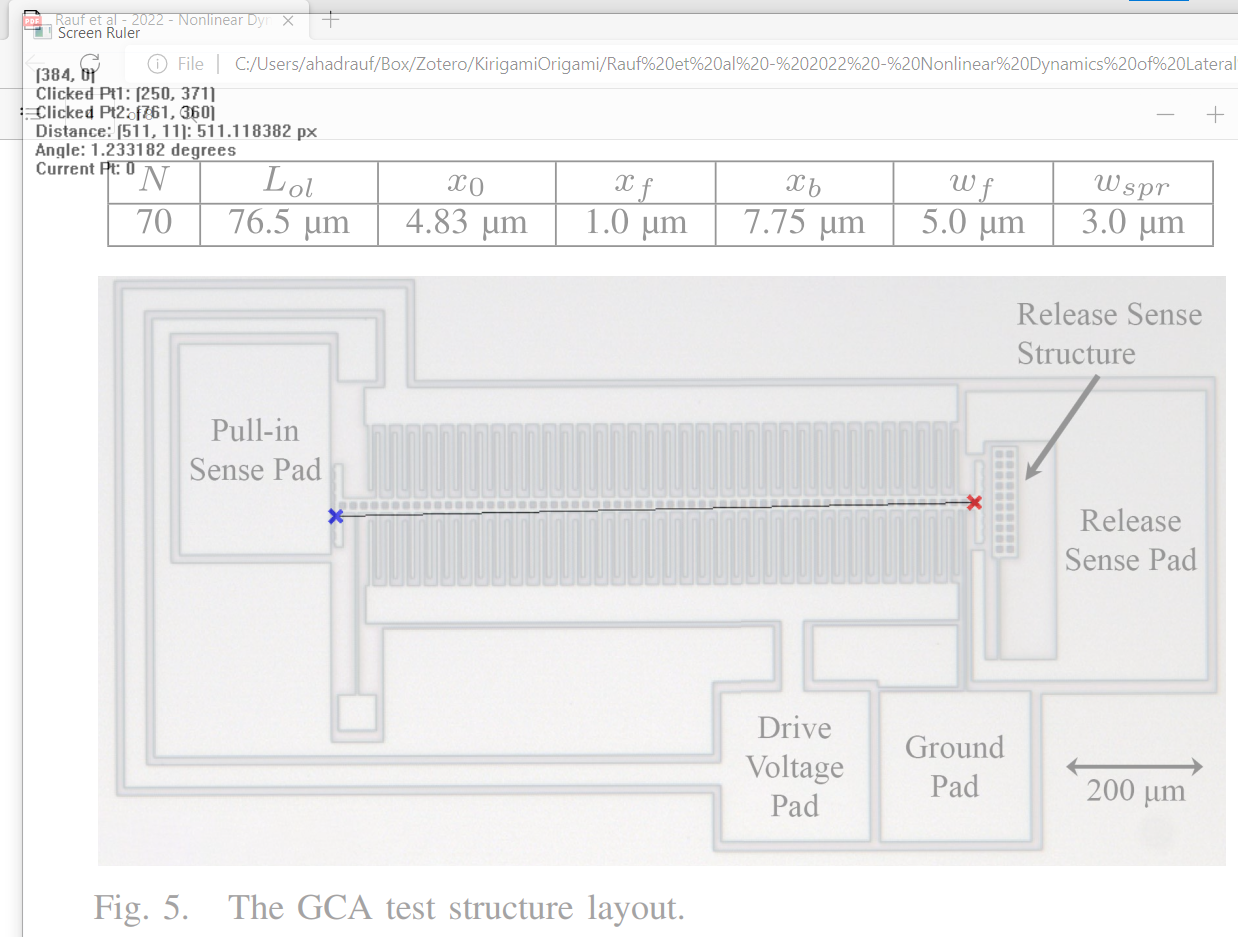 Rauf et al - 2022 - Nonlinear Dyn
Screen Ruler
File
C:/Users/ahadrauf/Box/Zotero/KirigamiOrigami/Rauf%20et%20al%20-%202022%20-%20Nonlinear%20Dynamics%20of%20Lateral
(384, 0)
Clicked Pt1: (250, 371)
Clicked Pt2: (761, 360)
Distance: (511, 11): 511.118382 px
Angle: 1.233182 degrees
Current Pt: 0
N L_ol x_0 x_f x_b w_f w_spr
70 76.5 µm 4.83 µm 1.0 µm 7.75 µm 5.0 µm 3.0 µm
Release Sense
Structure
Pull-in
Sense Pad
Release
Sense Pad
Drive
Voltage
Pad
Ground
Pad
200 µm
Fig. 5. The GCA test structure layout.